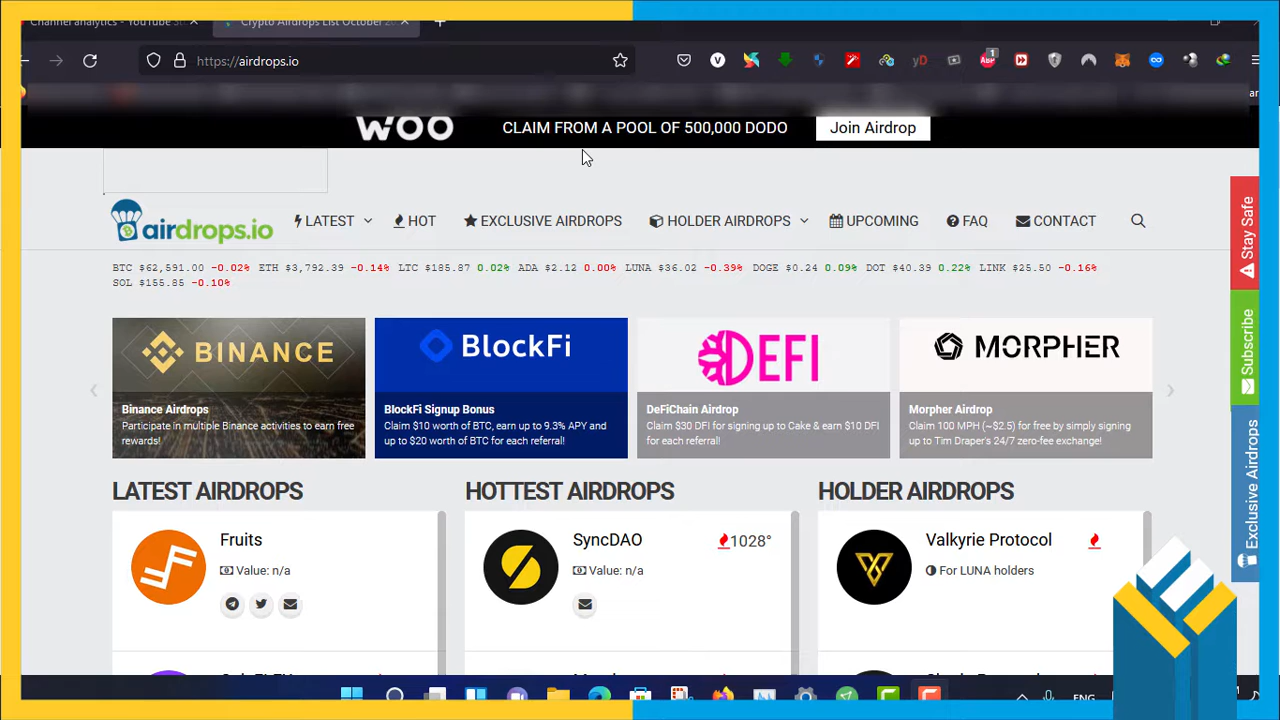 Channel analytics - YouTube St
Crypto Airdrops List October 20
https://airdrops.io
1
ABP
WOO
CLAIM FROM A POOL OF 500,000 DODO
Join Airdrop
airdrops.io
LATEST
HOT
EXCLUSIVE AIRDROPS
HOLDER AIRDROPS
UPCOMING
FAQ
CONTACT
BTC $62,591.00 -0.02% ETH $3,792.39 -0.14% LTC $185.87 0.02% ADA $2.12 0.00% LUNA $36.02 -0.39% DOGE $0.24 0.09% DOT $40.39 0.22% LINK $25.50 -0.16%
SOL $155.85 -0.10%
BINANCE
Binance Airdrops
Participate in multiple Binance activities to earn free
rewards!
BlockFi
BlockFi Signup Bonus
Claim $10 worth of BTC, earn up to 9.3% APY and
up to $20 worth of BTC for each referral!
DEFI
DeFiChain Airdrop
Claim $30 DFI for signing up to Cake & earn $10 DFI
for each referral!
MORPHER
Morpher Airdrop
Claim 100 MPH (~$2.5) for free by simply signing
up to Tim Draper's 24/7 zero-fee exchange!
Stay Safe
Subscribe
Exclusive Airdrops
LATEST AIRDROPS
Fruits
Value: n/a
HOTTEST AIRDROPS
SyncDAO
1028°
Value: n/a
HOLDER AIRDROPS
Valkyrie Protocol
For LUNA holders
ENG